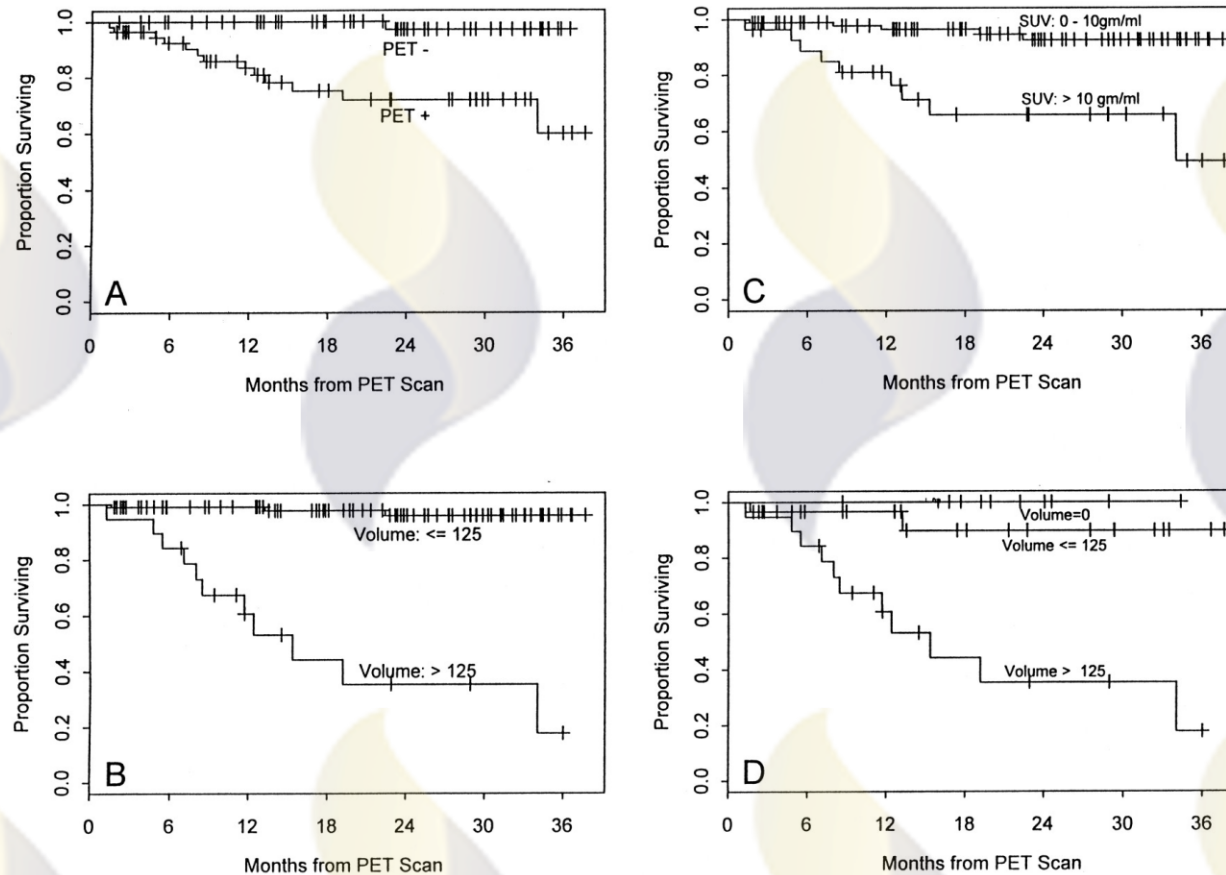 Proportion Surviving
1.0
0.8
0.6
0.4
0.2
0.0
PET -
PET +
A
0 6 12 18 24 30 36
Months from PET Scan
Proportion Surviving
1.0
0.8
0.6
0.4
0.2
0.0
SUV: 0 - 10gm/ml
SUV: > 10 gm/ml
C
0 6 12 18 24 30 36
Months from PET Scan
Proportion Surviving
1.0
0.8
0.6
0.4
0.2
0.0
Volume: <= 125
Volume: > 125
B
0 6 12 18 24 30 36
Months from PET Scan
Proportion Surviving
1.0
0.8
0.6
0.4
0.2
0.0
Volume=0
Volume <= 125
Volume > 125
D
0 6 12 18 24 30 36
Months from PET Scan